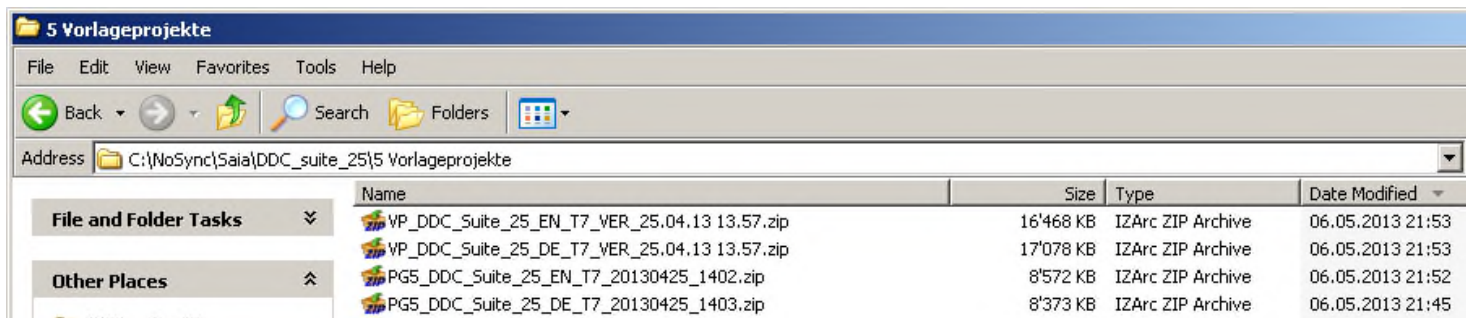 5 Vorlageprojekte
File Edit View Favorites Tools Help
Back Search Folders
Address C:\NoSync\Saia\DDC_suite_25\5 Vorlageprojekte
Name Size Type Date Modified
File and Folder Tasks
VP_DDC_Suite_25_EN_T7_VER_25.04.13 13.57.zip 16'468 KB IZArc ZIP Archive 06.05.2013 21:53
VP_DDC_Suite_25_DE_T7_VER_25.04.13 13.57.zip 17'078 KB IZArc ZIP Archive 06.05.2013 21:53
Other Places
PG5_DDC_Suite_25_EN_T7_20130425_1402.zip 8'572 KB IZArc ZIP Archive 06.05.2013 21:52
PG5_DDC_Suite_25_DE_T7_20130425_1403.zip 8'373 KB IZArc ZIP Archive 06.05.2013 21:45